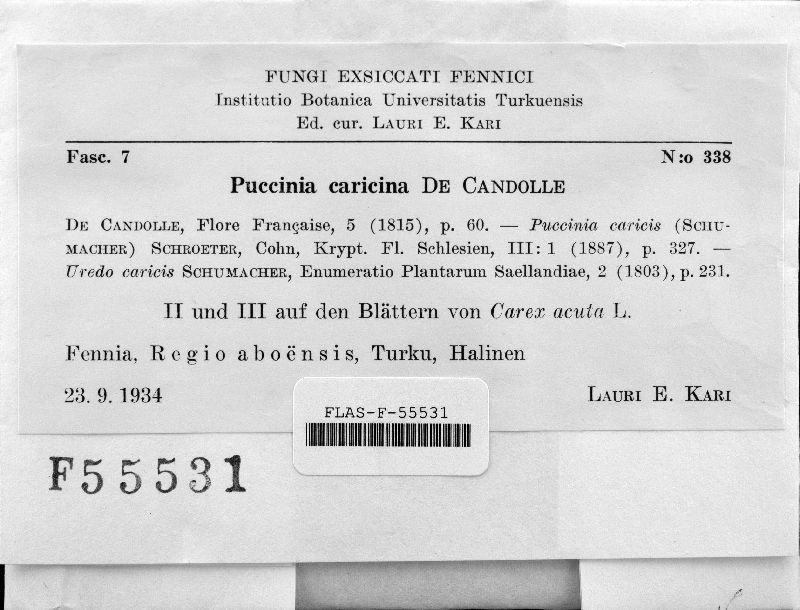 FUNGI EXSICCATI FENNICI
Institutio Botanica Universitatis Turkuensis
Ed. cur. LAURI E. KARI
Fasc. 7 N:o 338
Puccinia caricina DE CANDOLLE
DE CANDOLLE, Flore Française, 5 (1815), p. 60. — Puccinia caricis (SCHU-
MACHER) SCHROETER, Cohn, Krypt. Fl. Schlesien, III: 1 (1887), p. 327. —
Uredo caricis SCHUMACHER, Enumeratio Plantarum Saellandiae, 2 (1803), p. 231.
II und III auf den Blättern von Carex acuta L.
Fennia, Regio aboënsis, Turku, Halinen
23. 9. 1934 LAURI E. KARI
FLAS-F-55531
F55531